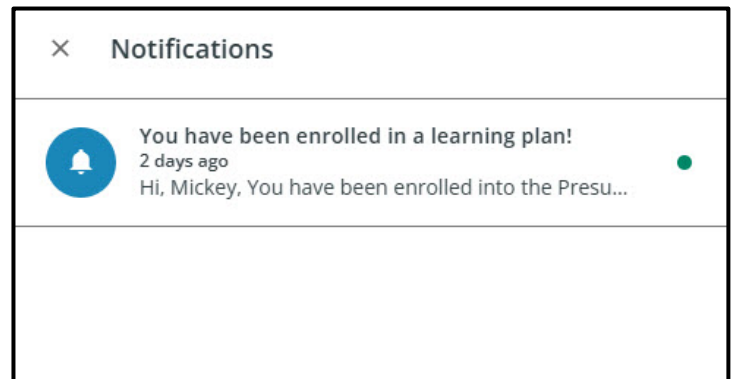 Notifications
You have been enrolled in a learning plan!
2 days ago
Hi, Mickey, You have been enrolled into the Presu...